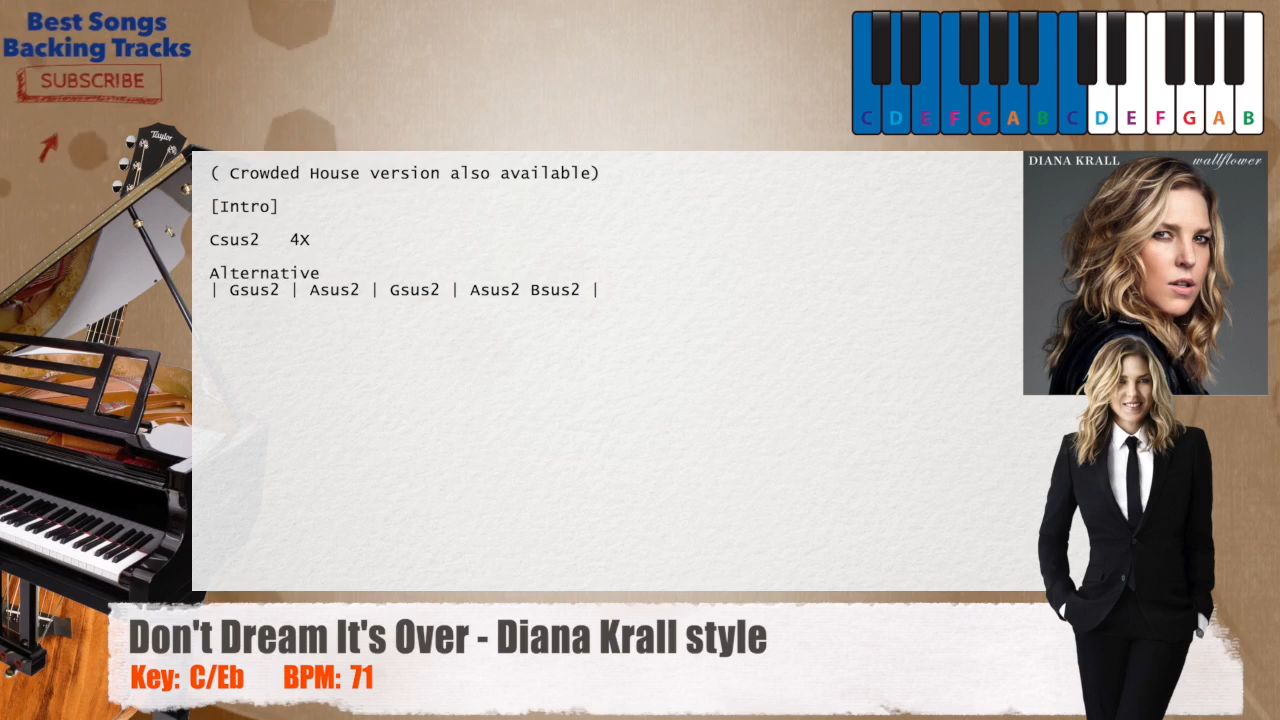 Best Songs
Backing Tracks
SUBSCRIBE
Taylor
C D E F G A B C D E F G A B
( Crowded House version also available)
[Intro]
Csus2 4x
Alternative
| Gsus2 | Asus2 | Gsus2 | Asus2 Bsus2 |
DIANA KRALL wallflower
Don't Dream It's Over - Diana Krall style
Key: C/Eb BPM: 71